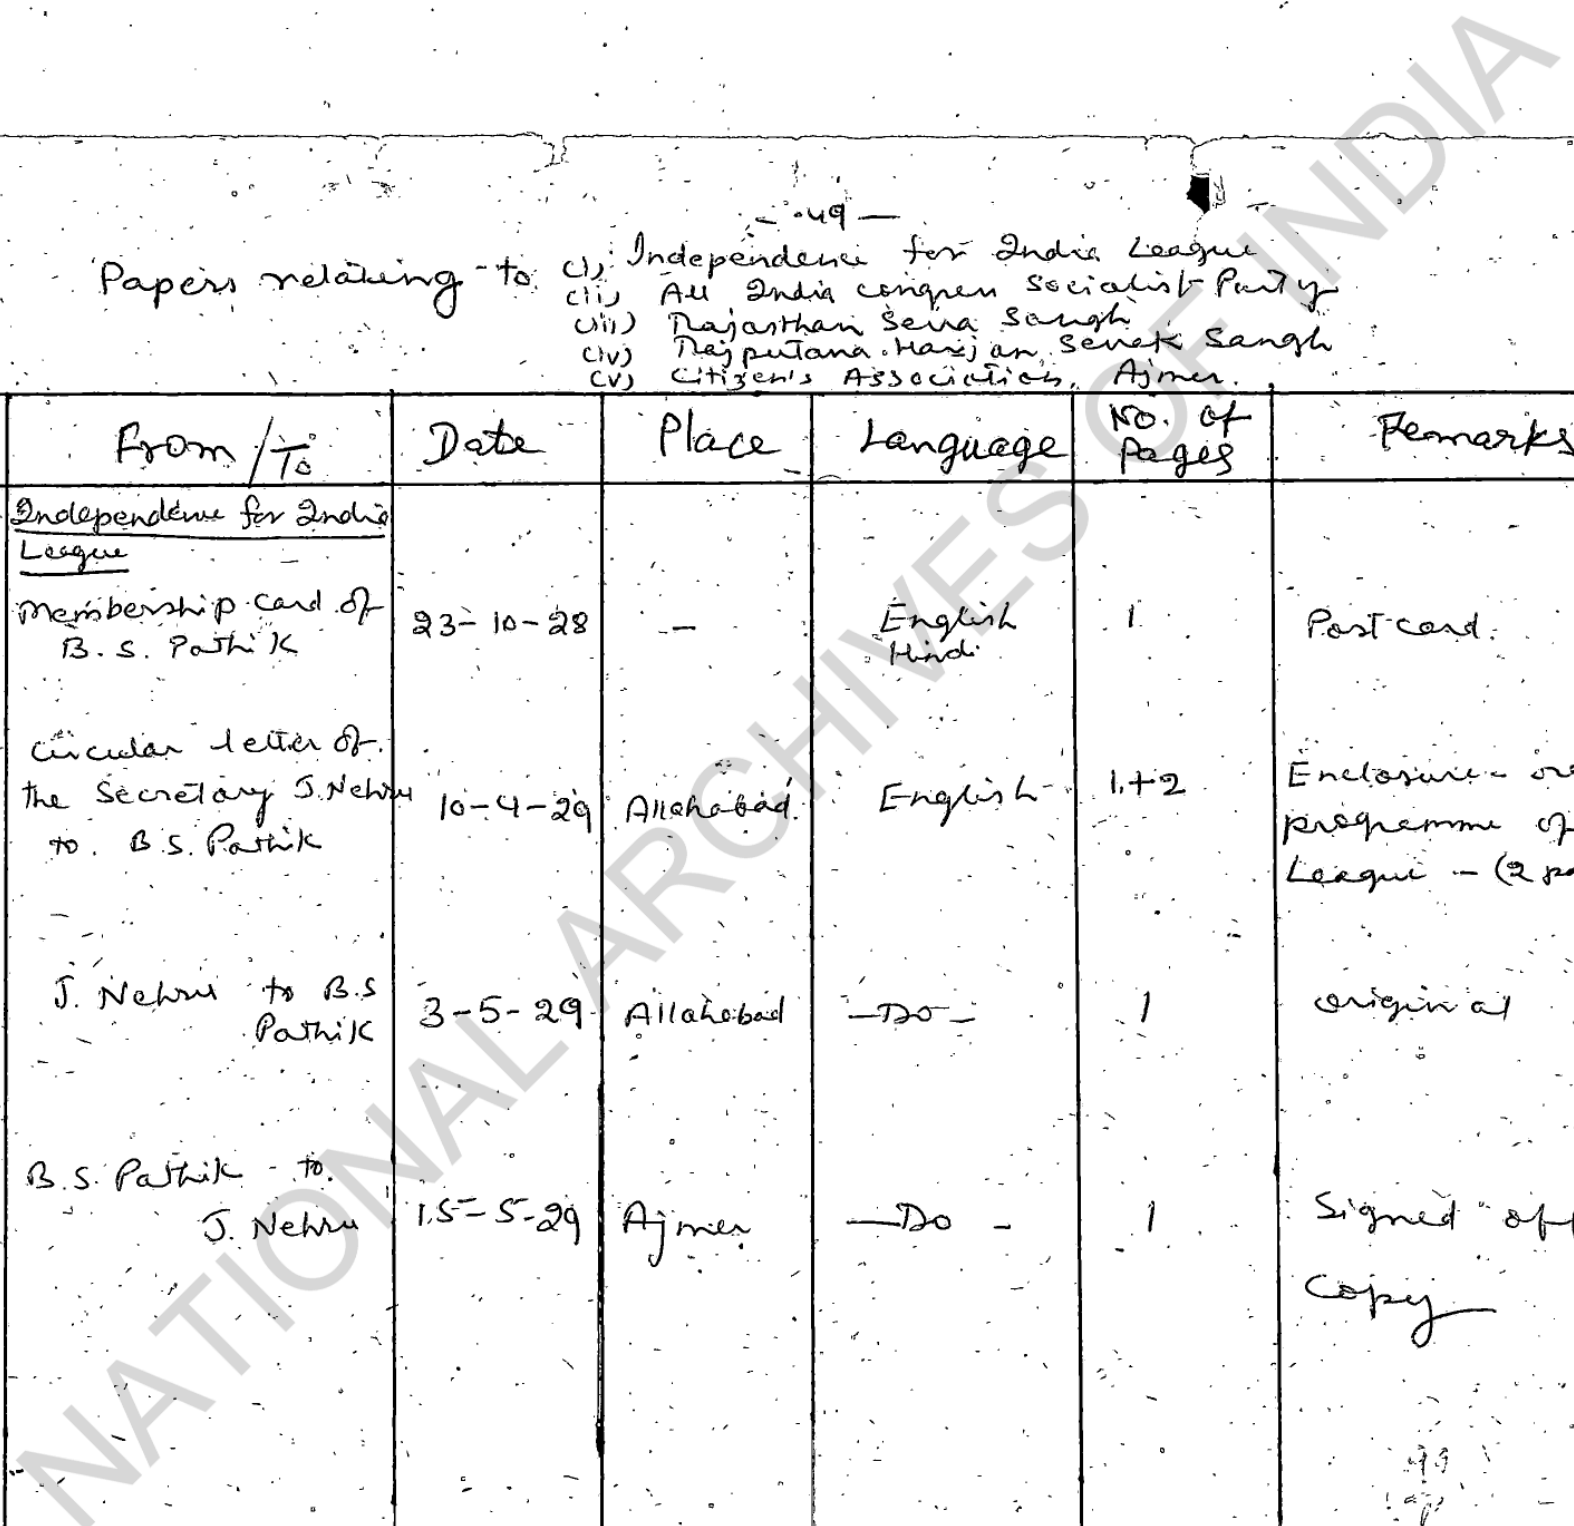 - 49 -
Papers relating to (i) Independence for India League
(ii) All India Congress Socialist Party
(iii) Rajasthan Seva Sangh
(iv) Rajputana Harijan Sevak Sangh
(v) Citizen's Association, Ajmer.
From/To Date Place Language No. of Pages Remarks
Independence for India
League
Membership card of 23-10-28 - English 1 Post card.
B. S. Pathik Hindi
Circular letter of
the Secretary J. Nehru 10-4-29 Allahabad English 1+2 Enclosure -
to B.S. Pathik programme
League - (2
J. Nehru to B.S 3-5-29 Allahabad -Do- 1 original
Pathik
B.S. Pathik to
J. Nehru 15-5-29 Ajmer -Do- 1 Signed
Copy
NATIONAL ARCHIVES OF INDIA